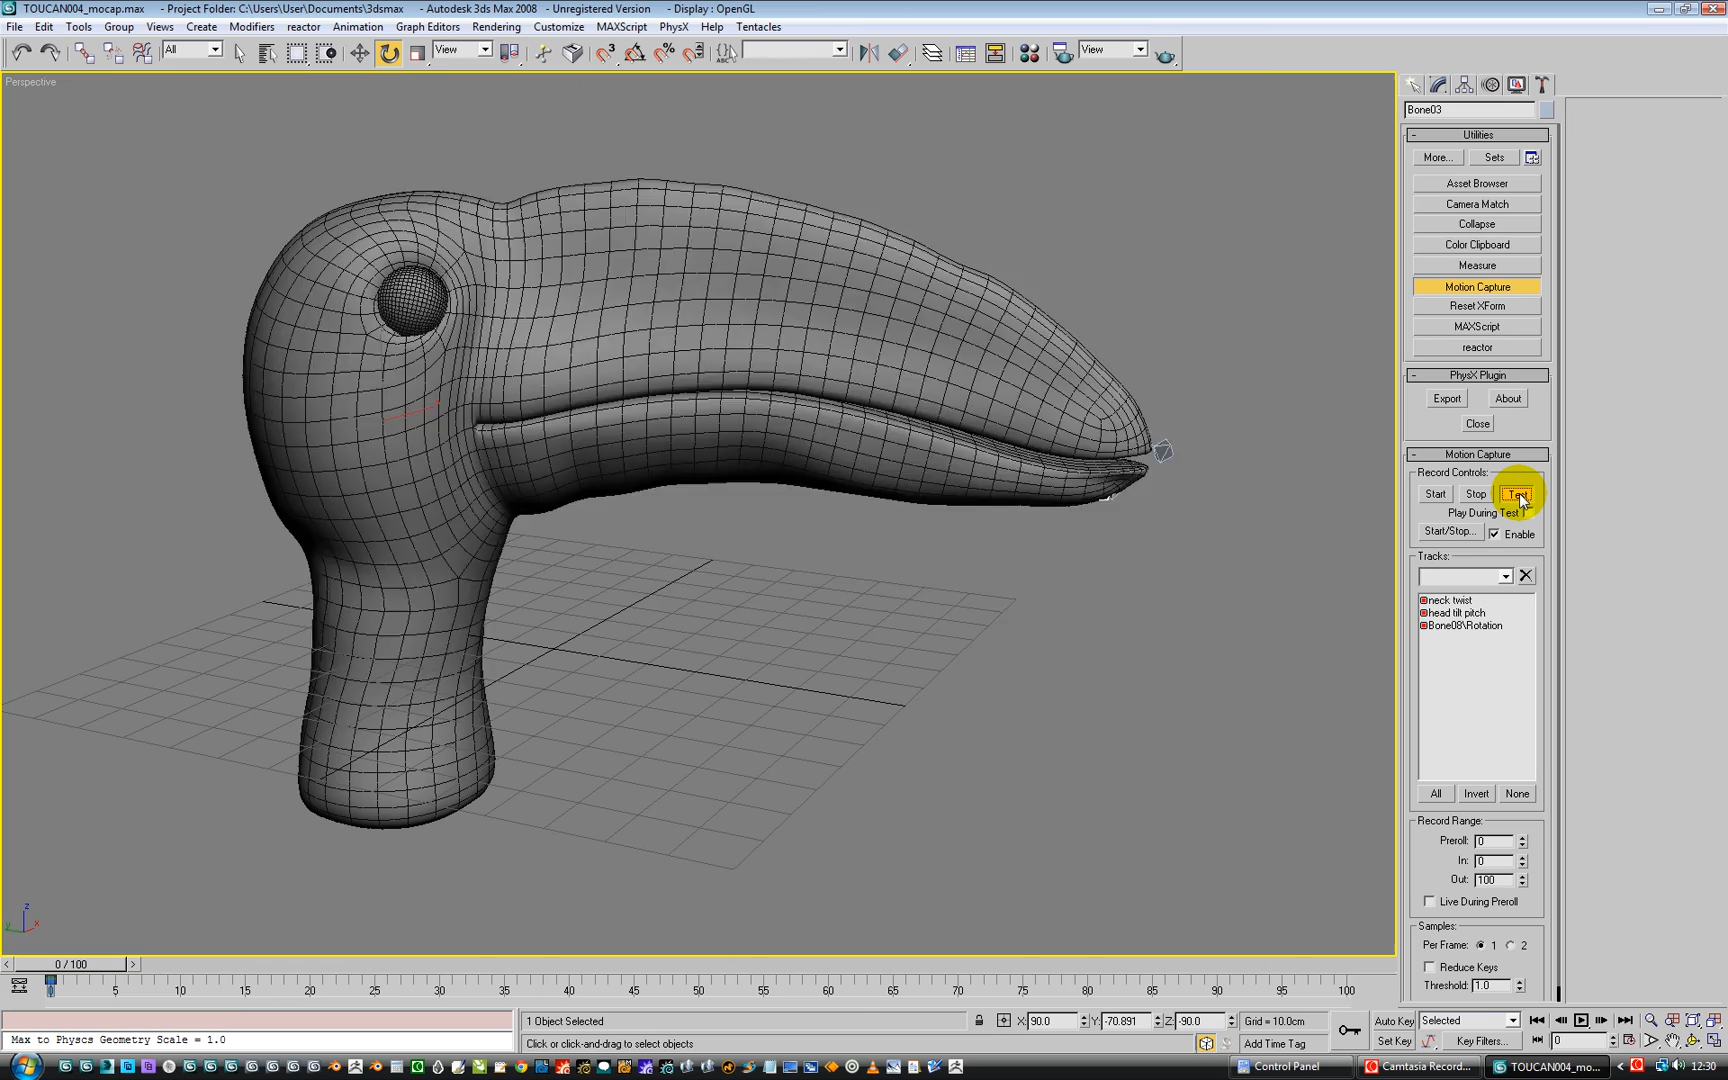 TOUCAN004_mocap.max - Project Folder: C:\Users\User\Documents\3dsmax - Autodesk 3ds Max 2008 - Unregistered Version - Display : OpenGL
File Edit Tools Group Views Create Modifiers reactor Animation Graph Editors Rendering Customize MAXScript PhysX Help Tentacles
All View View
Perspective
Bone03
Utilities
More... Sets
Asset Browser
Camera Match
Collapse
Color Clipboard
Measure
Motion Capture
Reset XForm
MAXScript
reactor
PhysX Plugin
Export About
Close
Motion Capture
Record Controls:
Start Stop Test
Play During Test
Start/Stop... Enable
Tracks:
neck twist
head tilt pitch
Bone08\Rotation
All Invert None
Record Range:
Preroll: 0
In: 0
Out: 100
Live During Preroll
Samples:
Per Frame: 1 2
Reduce Keys
Threshold: 1.0
0 / 100
0 5 10 15 20 25 30 35 40 45 50 55 60 65 70 75 80 85 90 95 100
1 Object Selected X: 90.0 Y: -70.891 Z: -90.0 Grid = 10.0cm Auto Key Selected
Max to Physcs Geometry Scale = 1.0 Click or click-and-drag to select objects Add Time Tag Set Key Key Filters... 0
Control Panel Camtasia Record... TOUCAN004_mo... 12:30